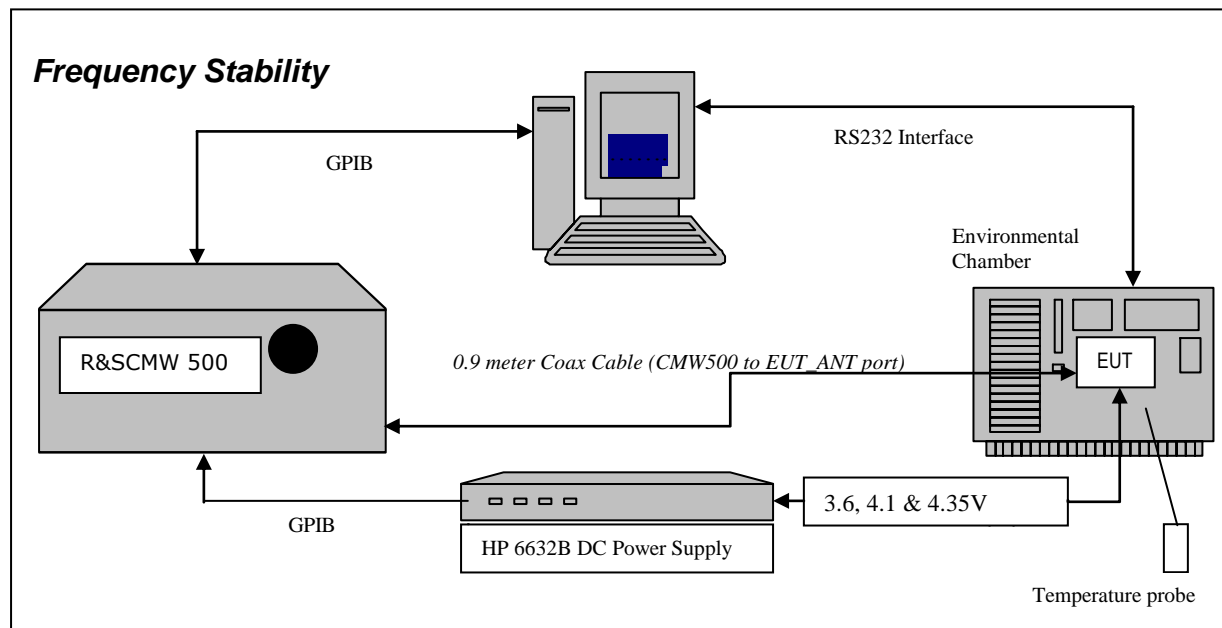 Frequency Stability
RS232 Interface
GPIB
Environmental
Chamber
R&SCMW 500
0.9 meter Coax Cable (CMW500 to EUT_ANT port)
EUT
3.6, 4.1 & 4.35V
GPIB
HP 6632B DC Power Supply
Temperature probe